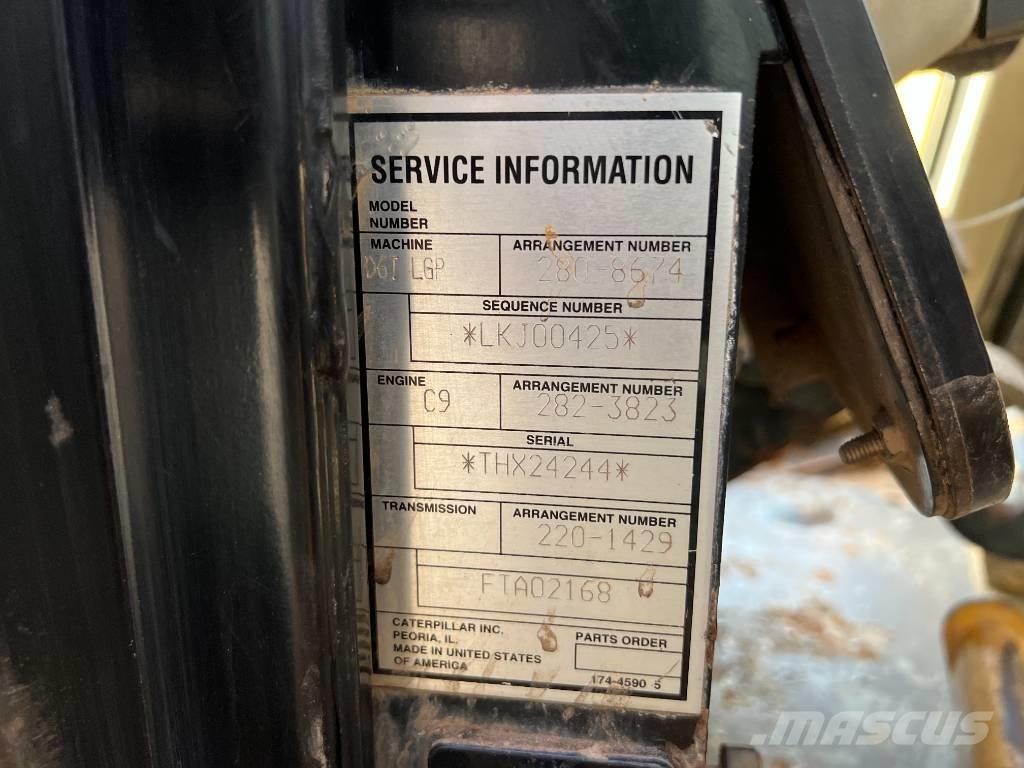 SERVICE INFORMATION
MODEL
NUMBER
MACHINE
D6T LGP
ARRANGEMENT NUMBER
280-8674
SEQUENCE NUMBER
*LKJ00425*
ENGINE
C9
ARRANGEMENT NUMBER
282-3823
SERIAL
*THX24244*
TRANSMISSION
ARRANGEMENT NUMBER
220-1429
FTA02168
CATERPILLAR INC.
PEORIA, IL.
MADE IN UNITED STATES
OF AMERICA
PARTS ORDER
174-4590 5
MASCUS